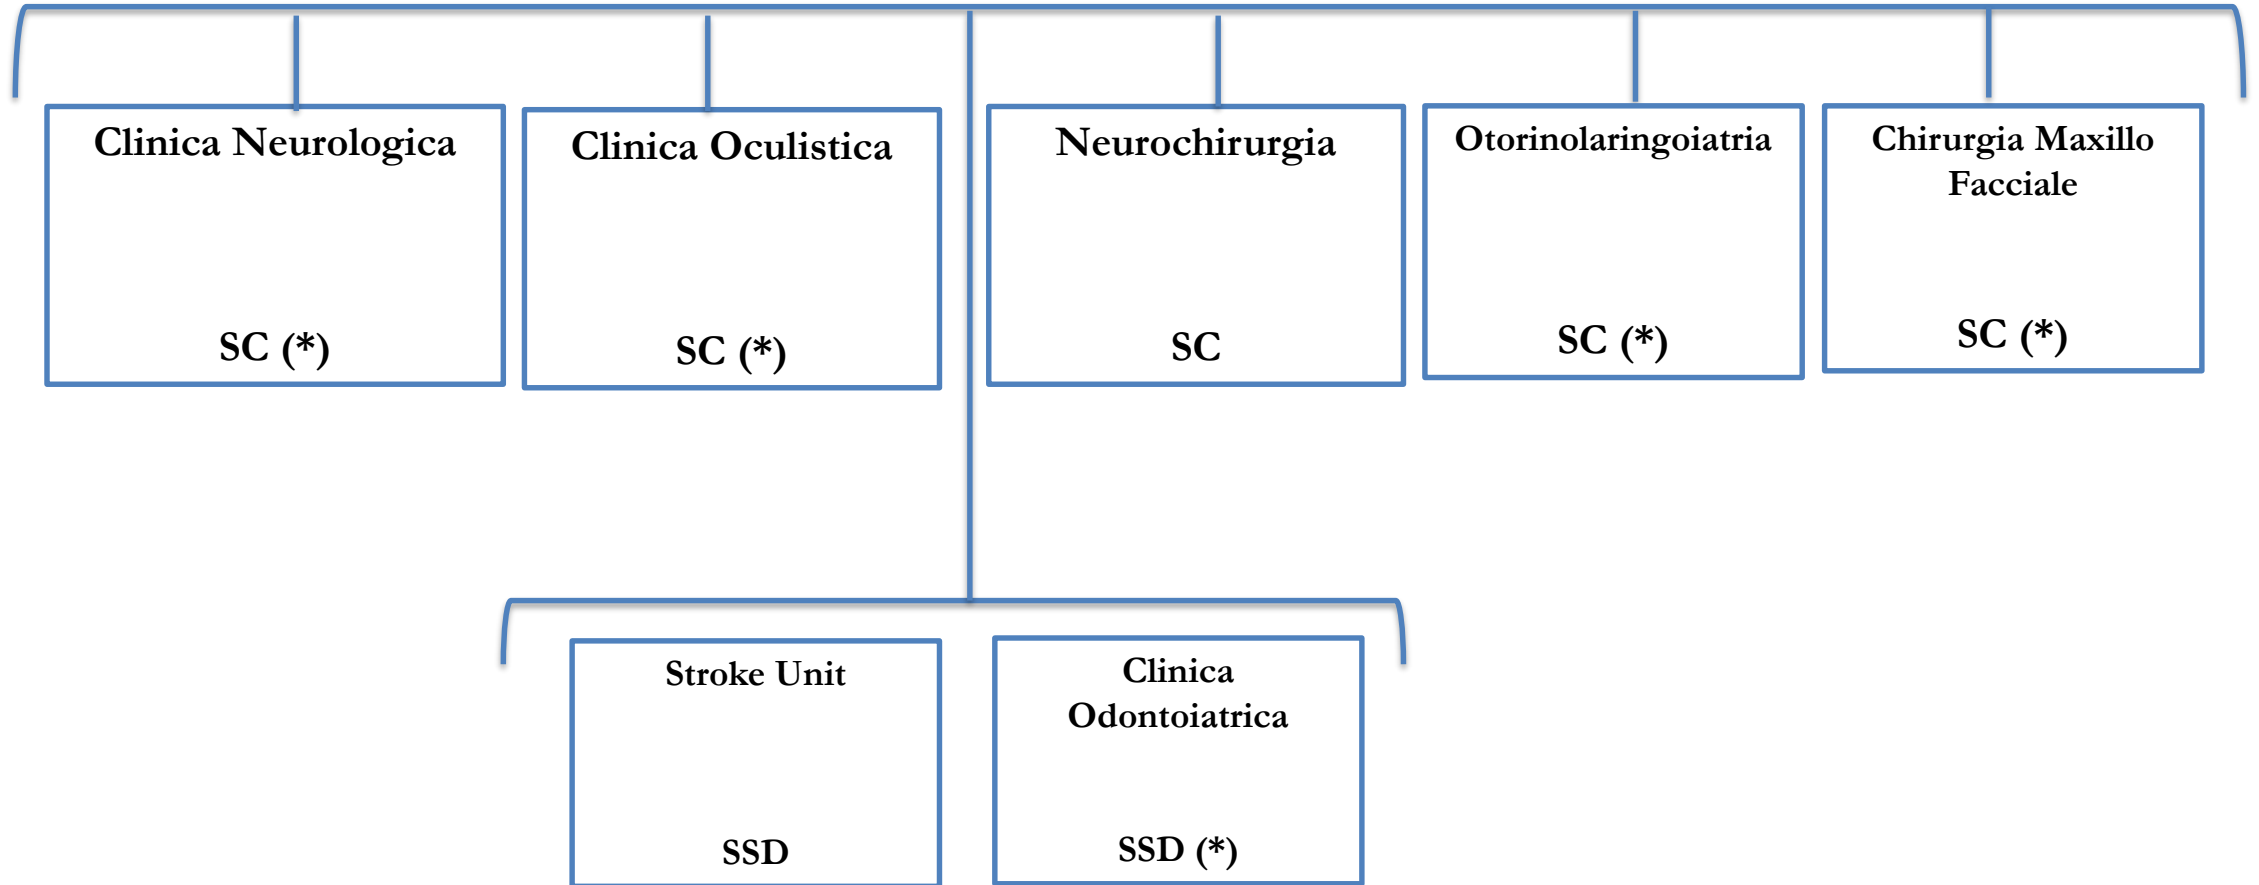 Clinica Neurologica
SC (*)
Clinica Oculistica
SC (*)
Neurochirurgia
SC
Otorinolaringoiatria
SC (*)
Chirurgia Maxillo
Facciale
SC (*)
Stroke Unit
SSD
Clinica
Odontoiatrica
SSD (*)